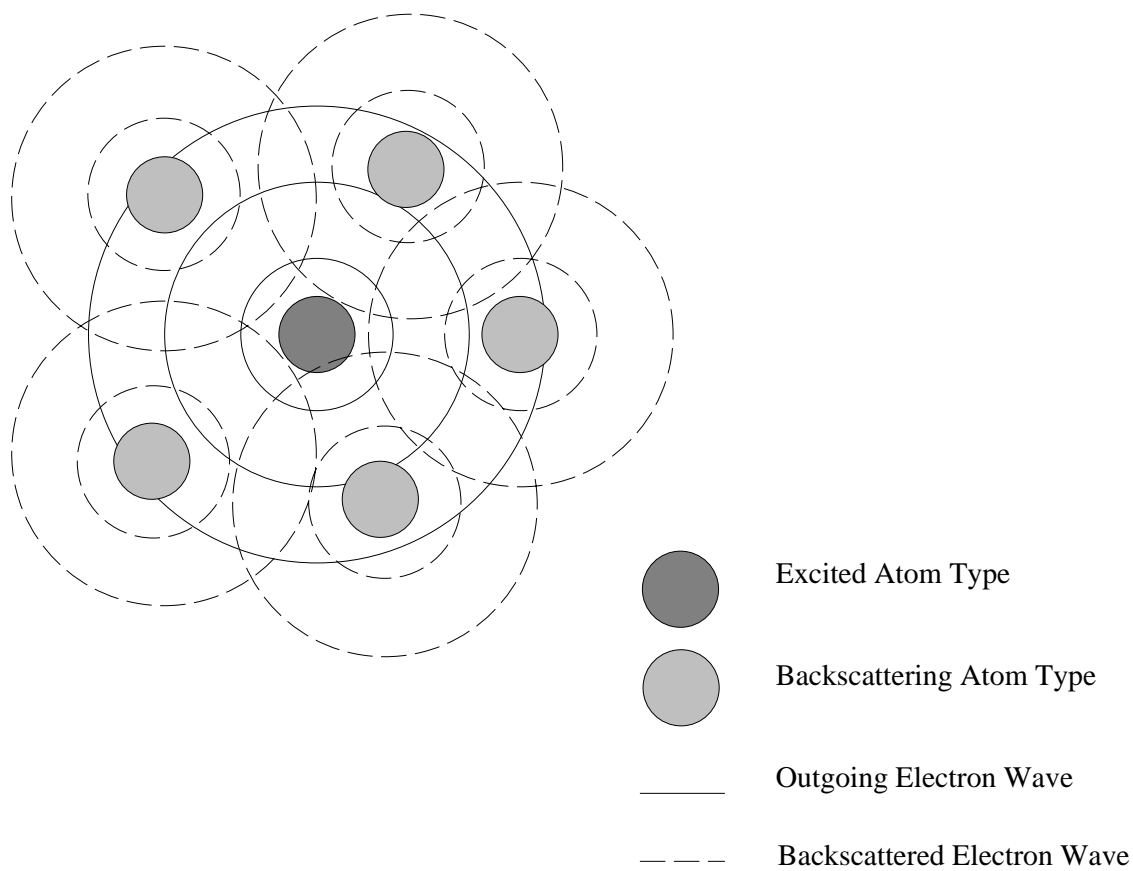 Excited Atom Type
Backscattering Atom Type
Outgoing Electron Wave
Backscattered Electron Wave